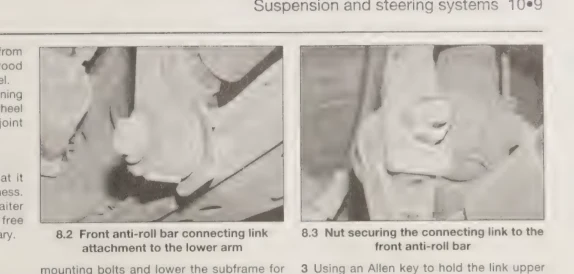 Suspension and steering systems 10•9
from
ood
el.
ning
heel
joint
at it
ness.
aiter
free
ary.
8.2 Front anti-roll bar connecting link
attachment to the lower arm
mounting bolts and lower the subframe for
8.3 Nut securing the connecting link to the
front anti-roll bar
3 Using an Allen key to hold the link upper